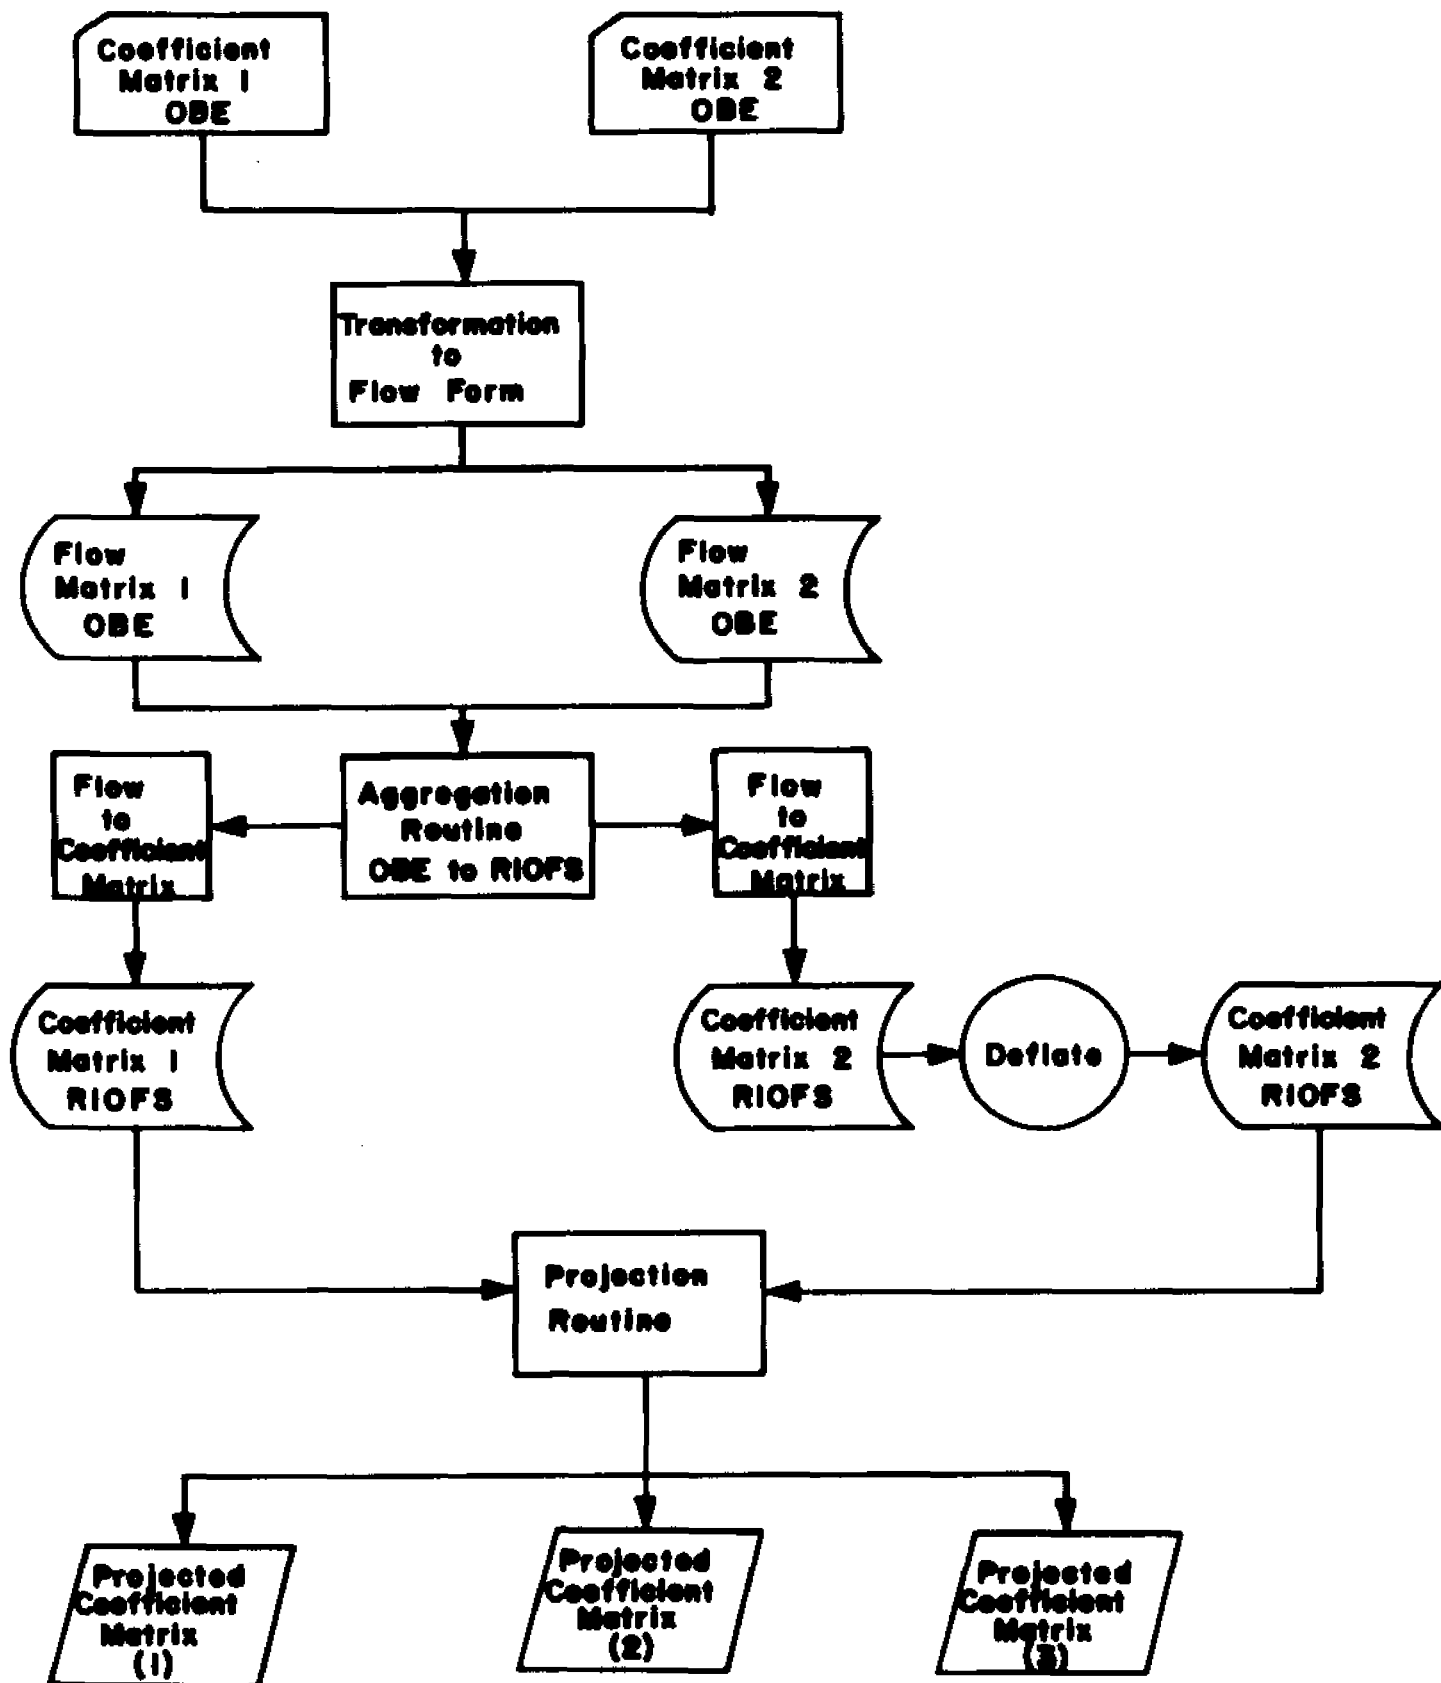 Coefficient
Matrix 1
OBE
Coefficient
Matrix 2
OBE
Transformation
to
Flow Form
Flow
Matrix 1
OBE
Flow
Matrix 2
OBE
Flow
to
Coefficient
Matrix
Aggregation
Routine
OBE to RIOFS
Flow
to
Coefficient
Matrix
Coefficient
Matrix 1
RIOFS
Coefficient
Matrix 2
RIOFS
Deflate
Coefficient
Matrix 2
RIOFS
Projection
Routine
Projected
Coefficient
Matrix
(1)
Projected
Coefficient
Matrix
(2)
Projected
Coefficient
Matrix
(3)